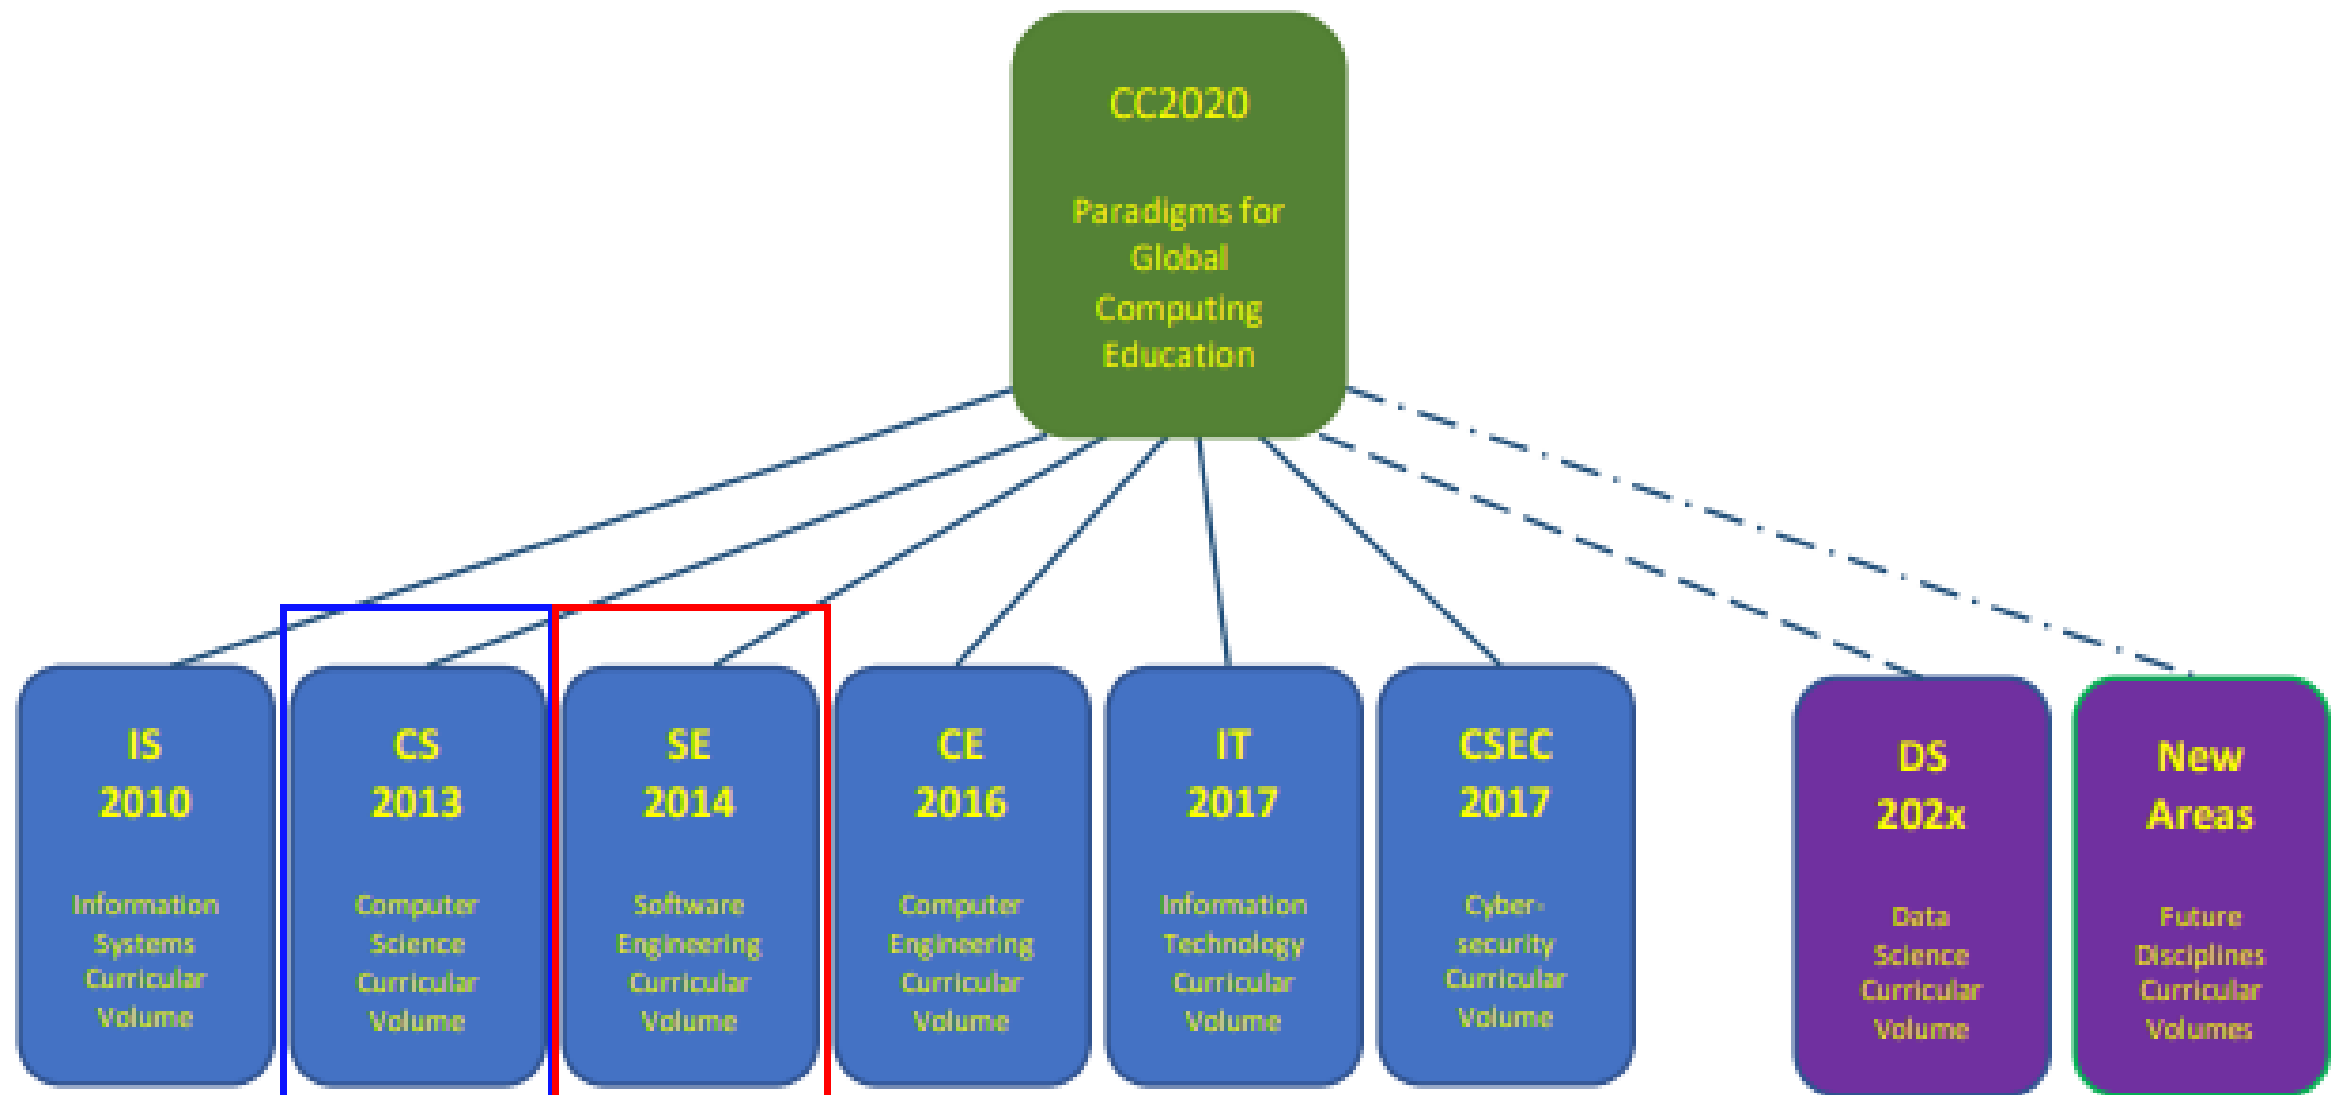 CC2020
Paradigms for
Global
Computing
Education
IS
2010
Information
Systems
Curricular
Volume
CS
2013
Computer
Science
Curricular
Volume
SE
2014
Software
Engineering
Curricular
Volume
CE
2016
Computer
Engineering
Curricular
Volume
IT
2017
Information
Technology
Curricular
Volume
CSEC
2017
Cyber-
security
Curricular
Volume
DS
202x
Data
Science
Curricular
Volume
New
Areas
Future
Disciplines
Curricular
Volumes